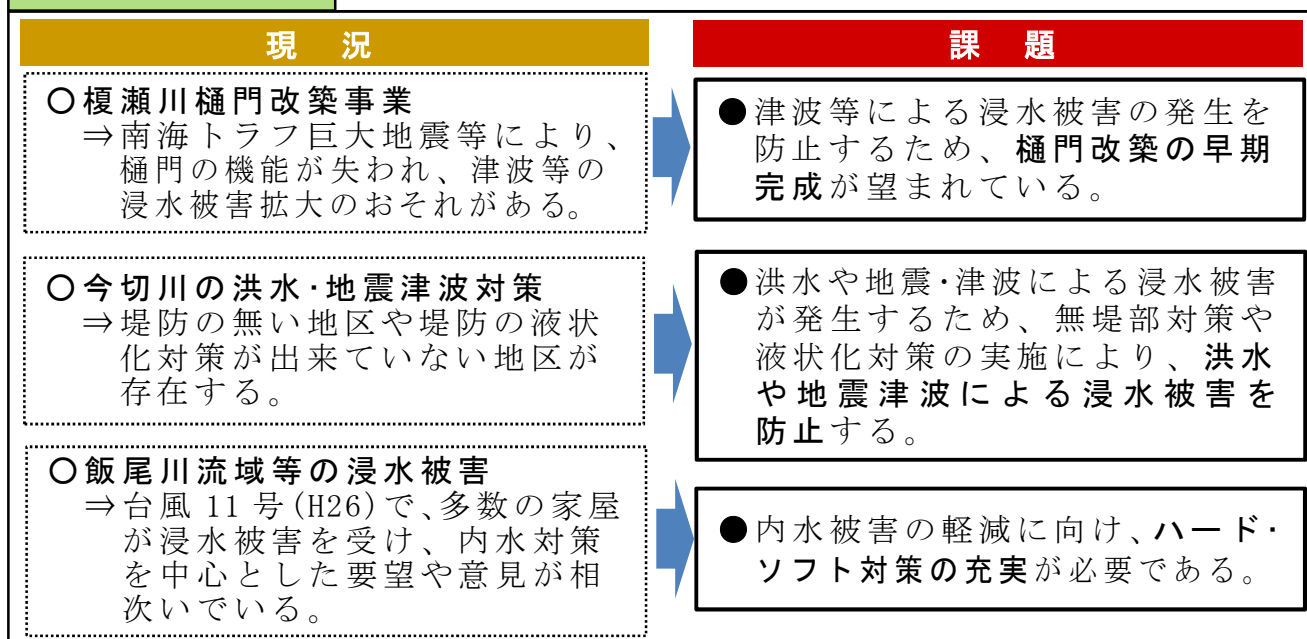 現 況
○榎瀬川樋門改築事業
⇒南海トラフ巨大地震等により、
樋門の機能が失われ、津波等の
浸水被害拡大のおそれがある。
○今切川の洪水･地震津波対策
⇒堤防の無い地区や堤防の液状
化対策が出来ていない地区が
存在する。
○飯尾川流域等の浸水被害
⇒台風 11 号(H26)で、多数の家屋
が浸水被害を受け、内水対策
を中心とした要望や意見が相
次いでいる。
課 題
●津波等による浸水被害の発生を
防止するため、樋門改築の早期
完成が望まれている。
●洪水や地震･津波による浸水被害
が発生するため、無堤部対策や
液状化対策の実施により、洪水
や地震津波による浸水被害を
防止する。
●内水被害の軽減に向け、ハード･
ソフト対策の充実が必要である。